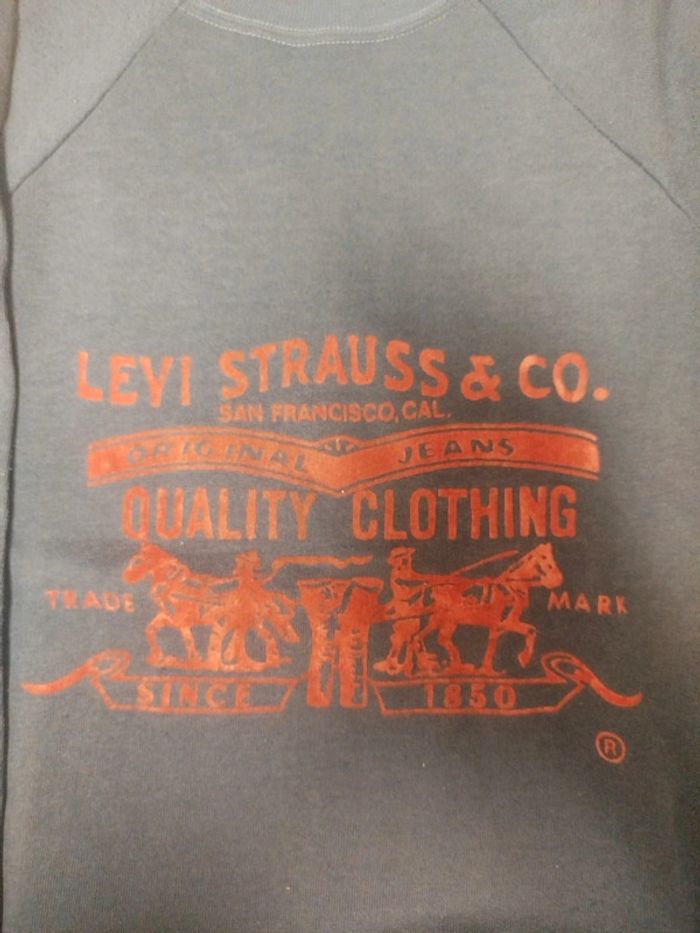 LEVI STRAUSS & CO.
SAN FRANCISCO, CAL.
ORIGINAL JEANS
QUALITY CLOTHING
TRADE MARK
SINCE 1850
®